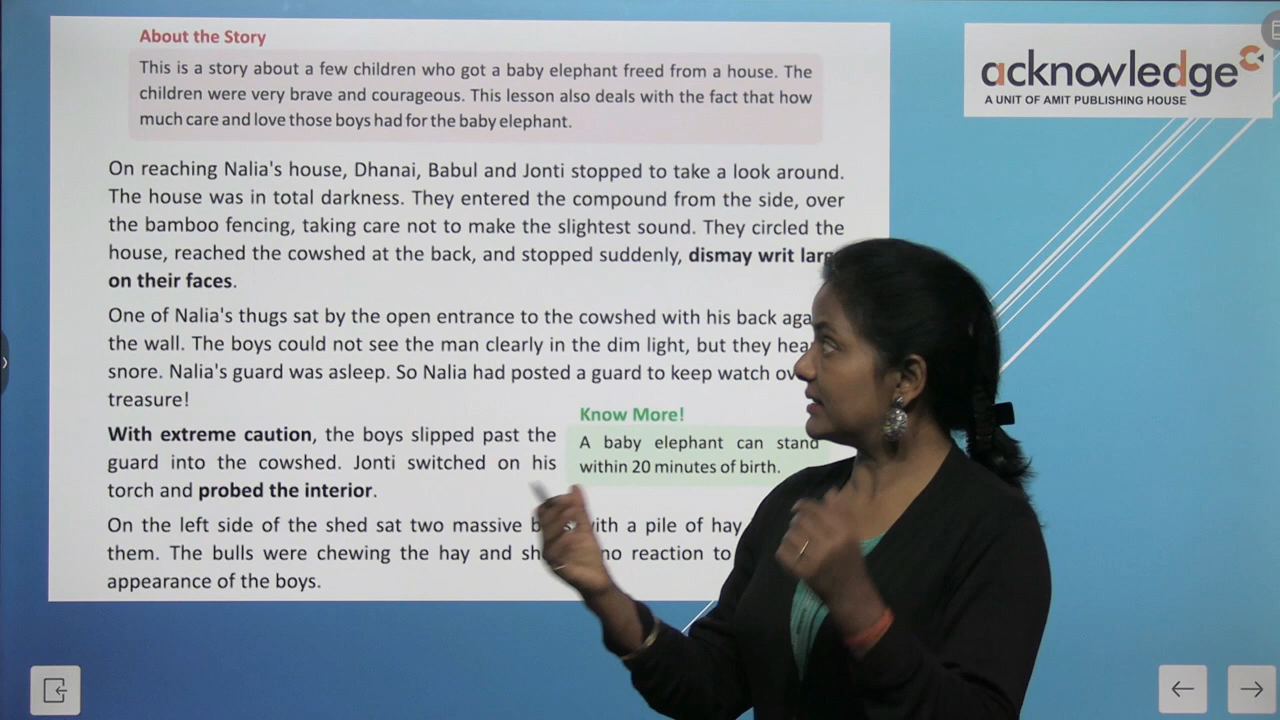 About the Story
This is a story about a few children who got a baby elephant freed from a house. The
children were very brave and courageous. This lesson also deals with the fact that how
much care and love those boys had for the baby elephant.
acknowledge
A UNIT OF AMIT PUBLISHING HOUSE
On reaching Nalia's house, Dhanai, Babul and Jonti stopped to take a look around.
The house was in total darkness. They entered the compound from the side, over
the bamboo fencing, taking care not to make the slightest sound. They circled the
house, reached the cowshed at the back, and stopped suddenly, dismay writ
on their faces.
One of Nalia's thugs sat by the open entrance to the cowshed with his back
the wall. The boys could not see the man clearly in the dim light, but they
snore. Nalia's guard was asleep. So Nalia had posted a guard to keep watch
treasure!
With extreme caution, the boys slipped past the
guard into the cowshed. Jonti switched on his
torch and probed the interior.
Know More!
A baby elephant can stand
within 20 minutes of birth.
On the left side of the shed sat two massive with a pile of hay
them. The bulls were chewing the hay and no reaction to
appearance of the boys.